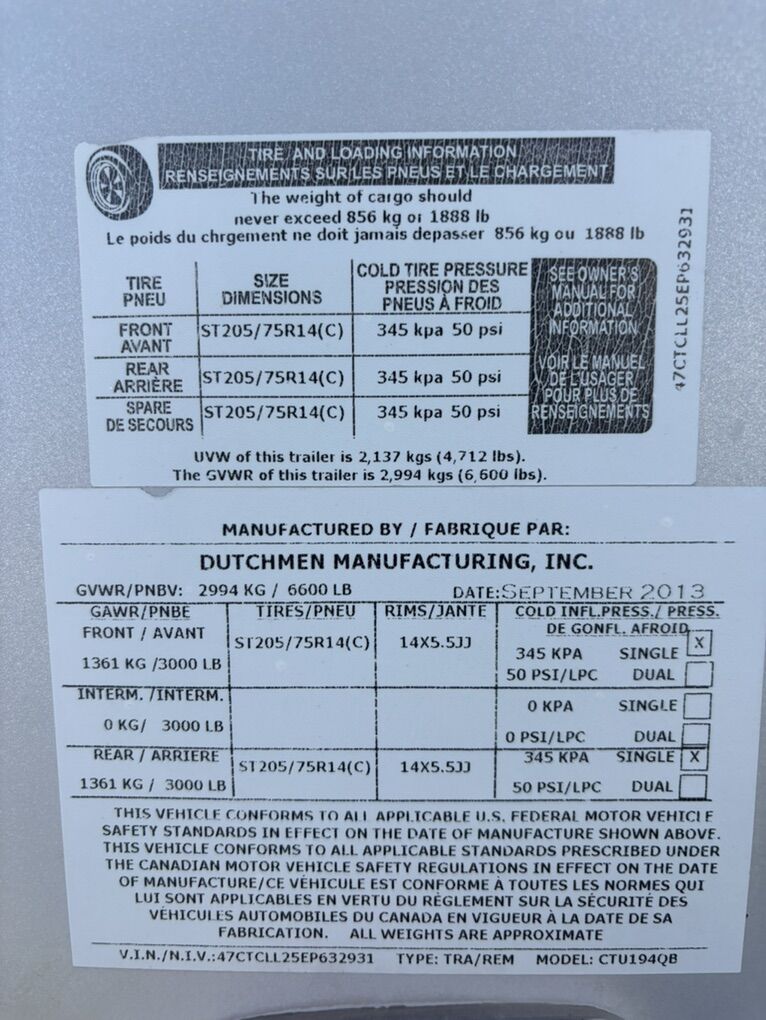 TIRE AND LOADING INFORMATION
RENSEIGNEMENTS SUR LES PNEUS ET LE CHARGEMENT
The weight of cargo should
never exceed 856 kg or 1888 lb
Le poids du chrgement ne doit jamais depasser 856 kg ou 1888 lb
TIRE
PNEU
SIZE
DIMENSIONS
COLD TIRE PRESSURE
PRESSION DES
PNEUS À FROID
SEE OWNER'S
MANUAL FOR
ADDITIONAL
INFORMATION
VOIR LE MANUEL
DE L'USAGER
POUR PLUS DE
RENSEIGNEMENTS
FRONT
AVANT
ST205/75R14(C)
345 kpa 50 psi
REAR
ARRIÈRE
ST205/75R14(C)
345 kpa 50 psi
SPARE
DE SECOURS
ST205/75R14(C)
345 kpa 50 psi
47CTCLL25EP632931
UVW of this trailer is 2,137 kgs (4,712 lbs).
The GVWR of this trailer is 2,994 kgs (6,600 lbs).
MANUFACTURED BY / FABRIQUE PAR:
DUTCHMEN MANUFACTURING, INC.
GVWR/PNBV: 2994 KG / 6600 LB DATE:SEPTEMBER 2013
GAWR/PNBE TIRES/PNEU RIMS/JANTE COLD INFL.PRESS./ PRESS.
DE GONFL. AFROID
FRONT / AVANT
1361 KG /3000 LB
ST205/75R14(C)
14X5.5JJ
345 KPA SINGLE X
50 PSI/LPC DUAL
INTERM. /INTERM.
0 KG/ 3000 LB
0 KPA SINGLE
0 PSI/LPC DUAL
REAR / ARRIERE
1361 KG / 3000 LB
ST205/75R14(C)
14X5.5JJ
345 KPA SINGLE X
50 PSI/LPC DUAL
THIS VEHICLE CONFORMS TO ALL APPLICABLE U.S. FEDERAL MOTOR VEHICLE
SAFETY STANDARDS IN EFFECT ON THE DATE OF MANUFACTURE SHOWN ABOVE.
THIS VEHICLE CONFORMS TO ALL APPLICABLE STANDARDS PRESCRIBED UNDER
THE CANADIAN MOTOR VEHICLE SAFETY REGULATIONS IN EFFECT ON THE DATE
OF MANUFACTURE/CE VÉHICULE EST CONFORME À TOUTES LES NORMES QUI
LUI SONT APPLICABLES EN VERTU DU RÈGLEMENT SUR LA SÉCURITÉ DES
VÉHICULES AUTOMOBILES DU CANADA EN VIGUEUR À LA DATE DE SA
FABRICATION. ALL WEIGHTS ARE APPROXIMATE
V.I.N./N.I.V.:47CTCLL25EP632931 TYPE: TRA/REM MODEL: CTU194QB